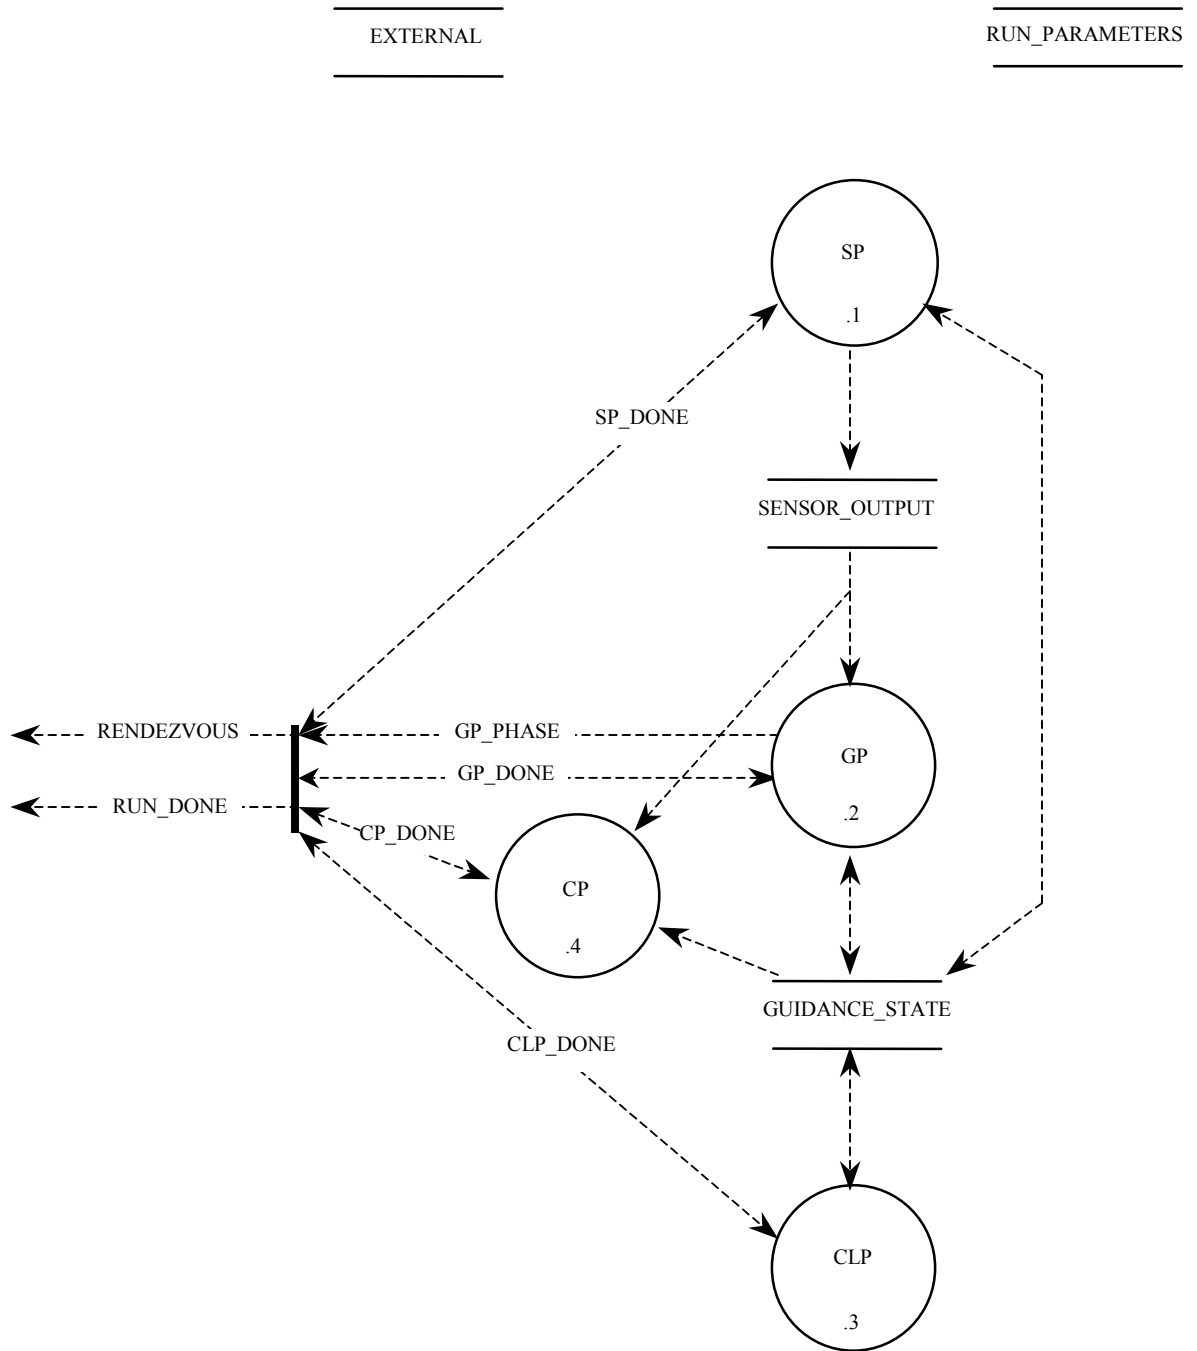 EXTERNAL
RUN_PARAMETERS
SP
.1
SP_DONE
SENSOR_OUTPUT
RENDEZVOUS
GP_PHASE
GP
GP_DONE
RUN_DONE
.2
CP_DONE
CP
.4
GUIDANCE_STATE
CLP_DONE
CLP
.3